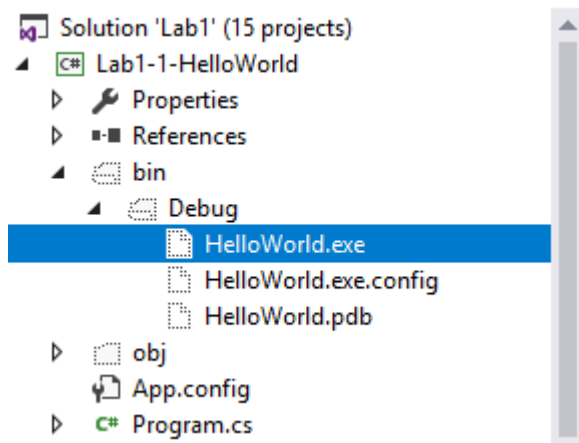 Solution 'Lab1' (15 projects)
C# Lab1-1-HelloWorld
Properties
References
bin
Debug
HelloWorld.exe
HelloWorld.exe.config
HelloWorld.pdb
obj
App.config
C# Program.cs